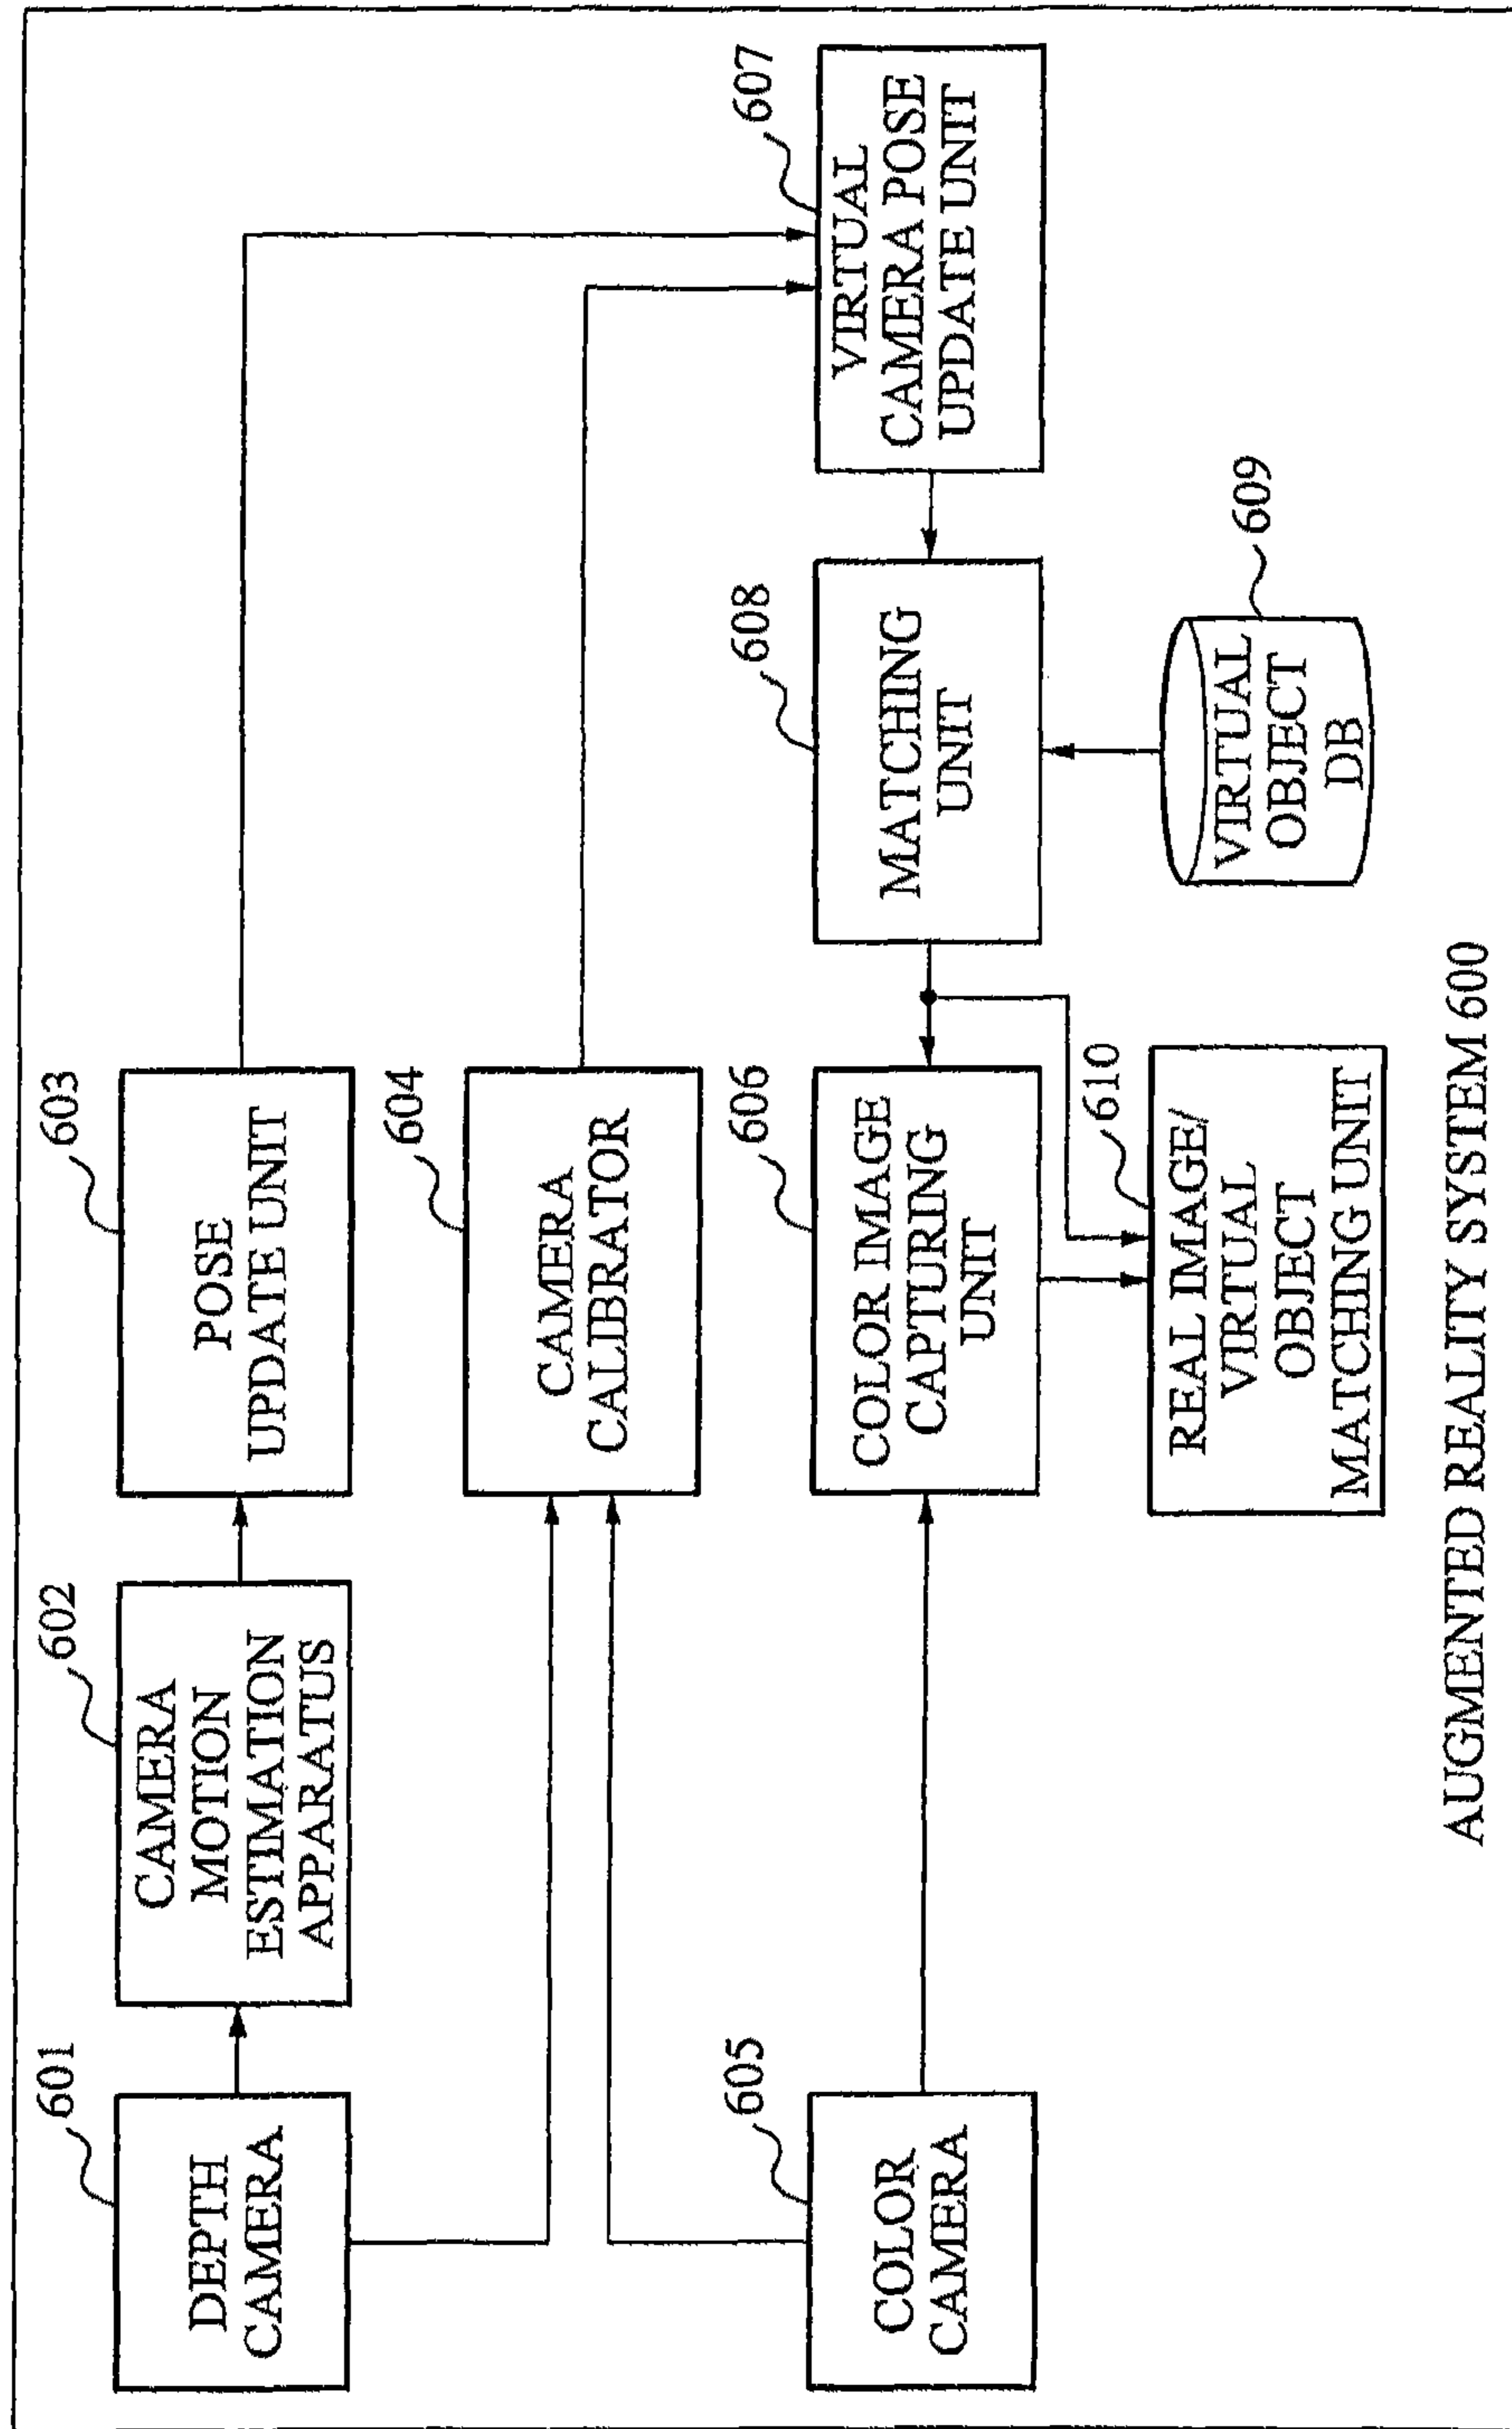 601
DEPTH
CAMERA
602
CAMERA
MOTION
ESTIMATION
APPARATUS
603
POSE
UPDATE UNIT
604
CAMERA
CALIBRATOR
605
COLOR
CAMERA
606
COLOR IMAGE
CAPTURING
UNIT
608
MATCHING
UNIT
607
VIRTUAL
CAMERA POSE
UPDATE UNIT
610
REAL IMAGE/
VIRTUAL
OBJECT
MATCHING UNIT
609
VIRTUAL
OBJECT
DB
AUGMENTED REALITY SYSTEM 600